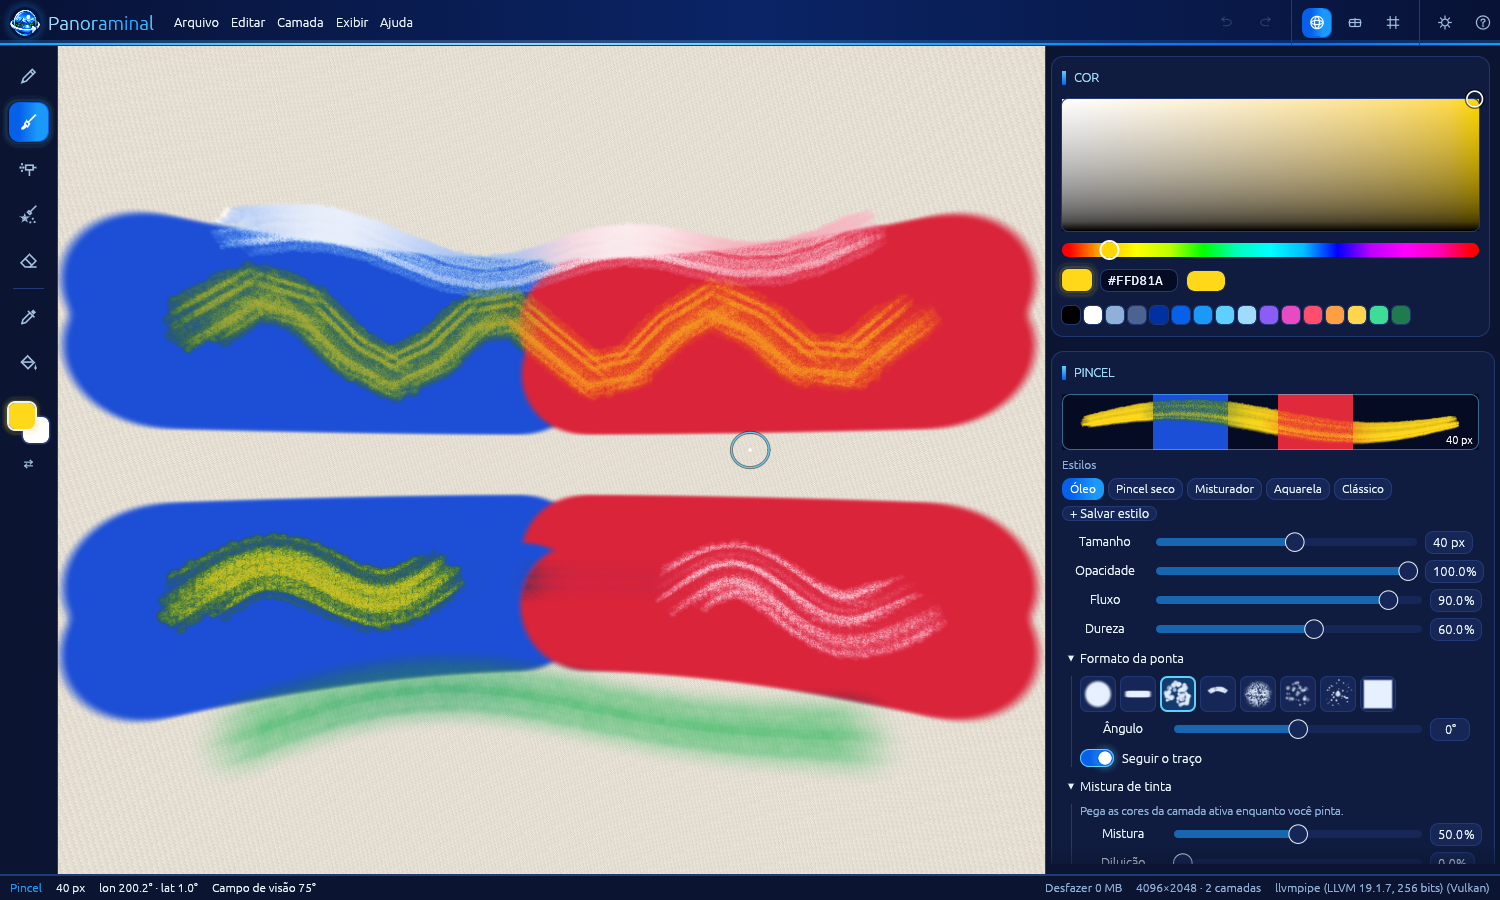 Panoraminal Arquivo Editar Camada Exibir Ajuda
COR
#FFD81A
PINCEL
40 px
Estilos
Óleo Pincel seco Misturador Aquarela Clássico
+ Salvar estilo
Tamanho 40 px
Opacidade 100.0%
Fluxo 90.0%
Dureza 60.0%
▼ Formato da ponta
Ângulo 0°
Seguir o traço
▼ Mistura de tinta
Pega as cores da camada ativa enquanto você pinta.
Mistura 50.0%
Diluição 0.0%
Pincel 40 px lon 200.2° · lat 1.0° Campo de visão 75° Desfazer 0 MB 4096×2048 · 2 camadas llvmpipe (LLVM 19.1.7, 256 bits) (Vulkan)